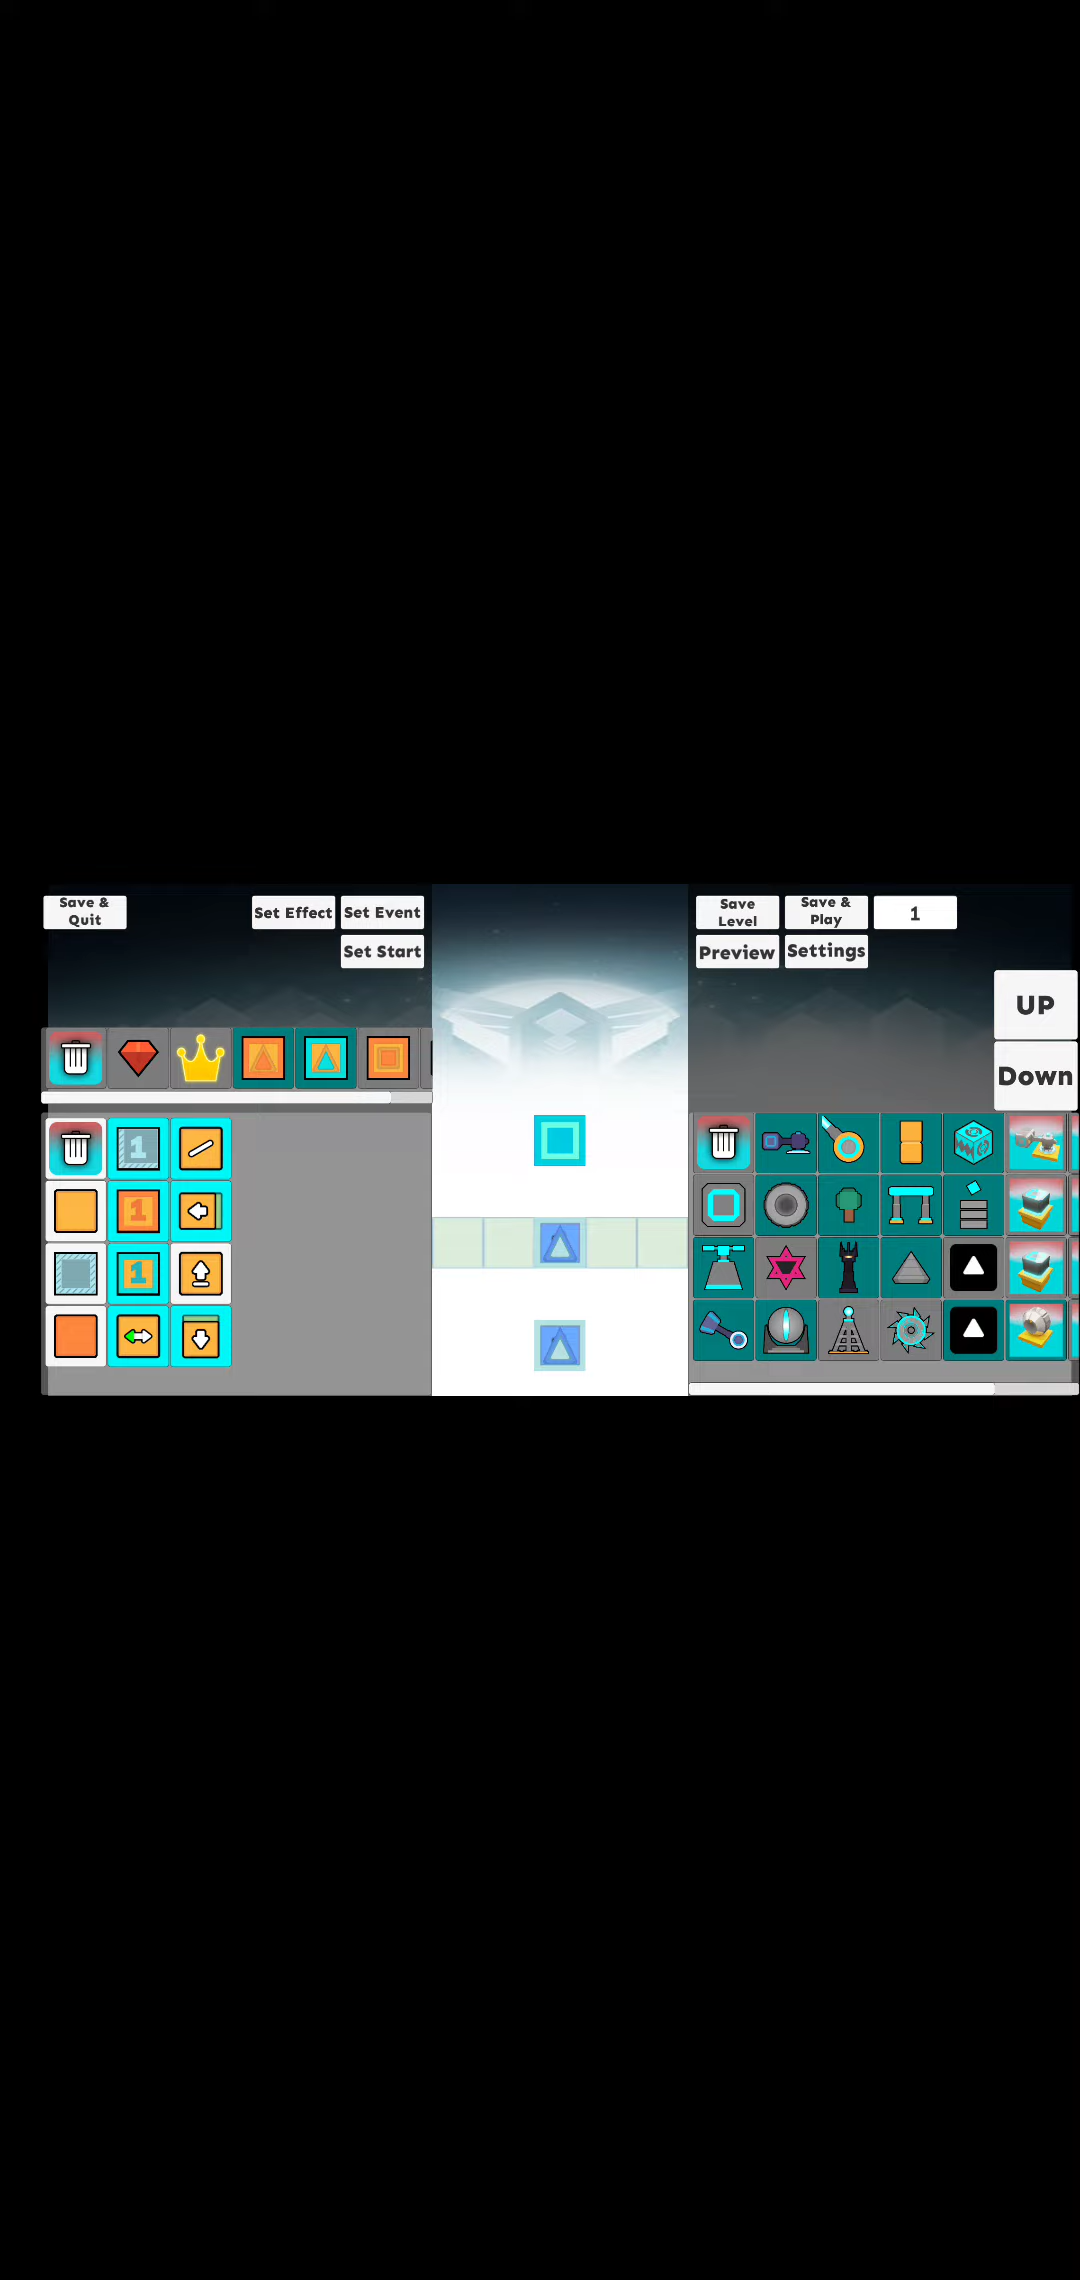 Save &
Quit
Set Effect
Set Event
Set Start
Save
Level
Save &
Play
1
Preview
Settings
UP
Down
1
1
1